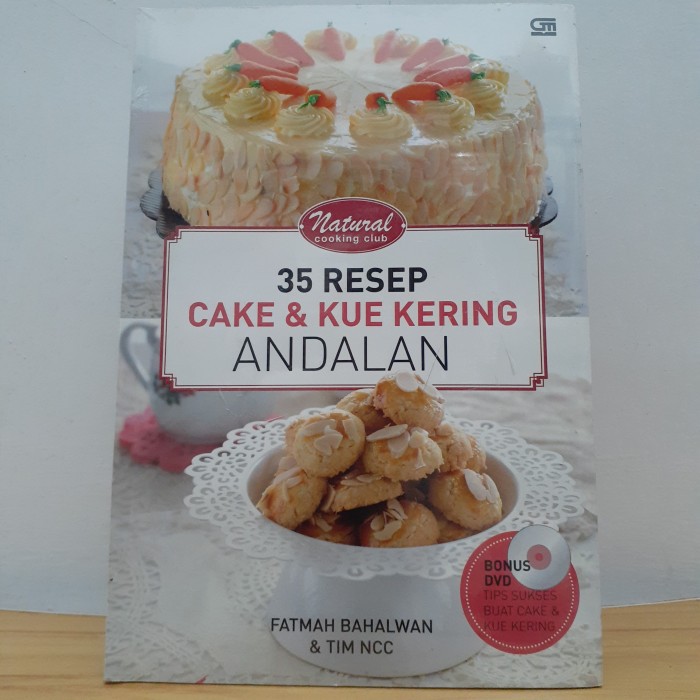 GM
Natural
cooking club
35 RESEP
CAKE & KUE KERING
ANDALAN
BONUS
DVD
TIPS SUKSES
BUAT CAKE &
KUE KERING
FATMAH BAHALWAN
& TIM NCC